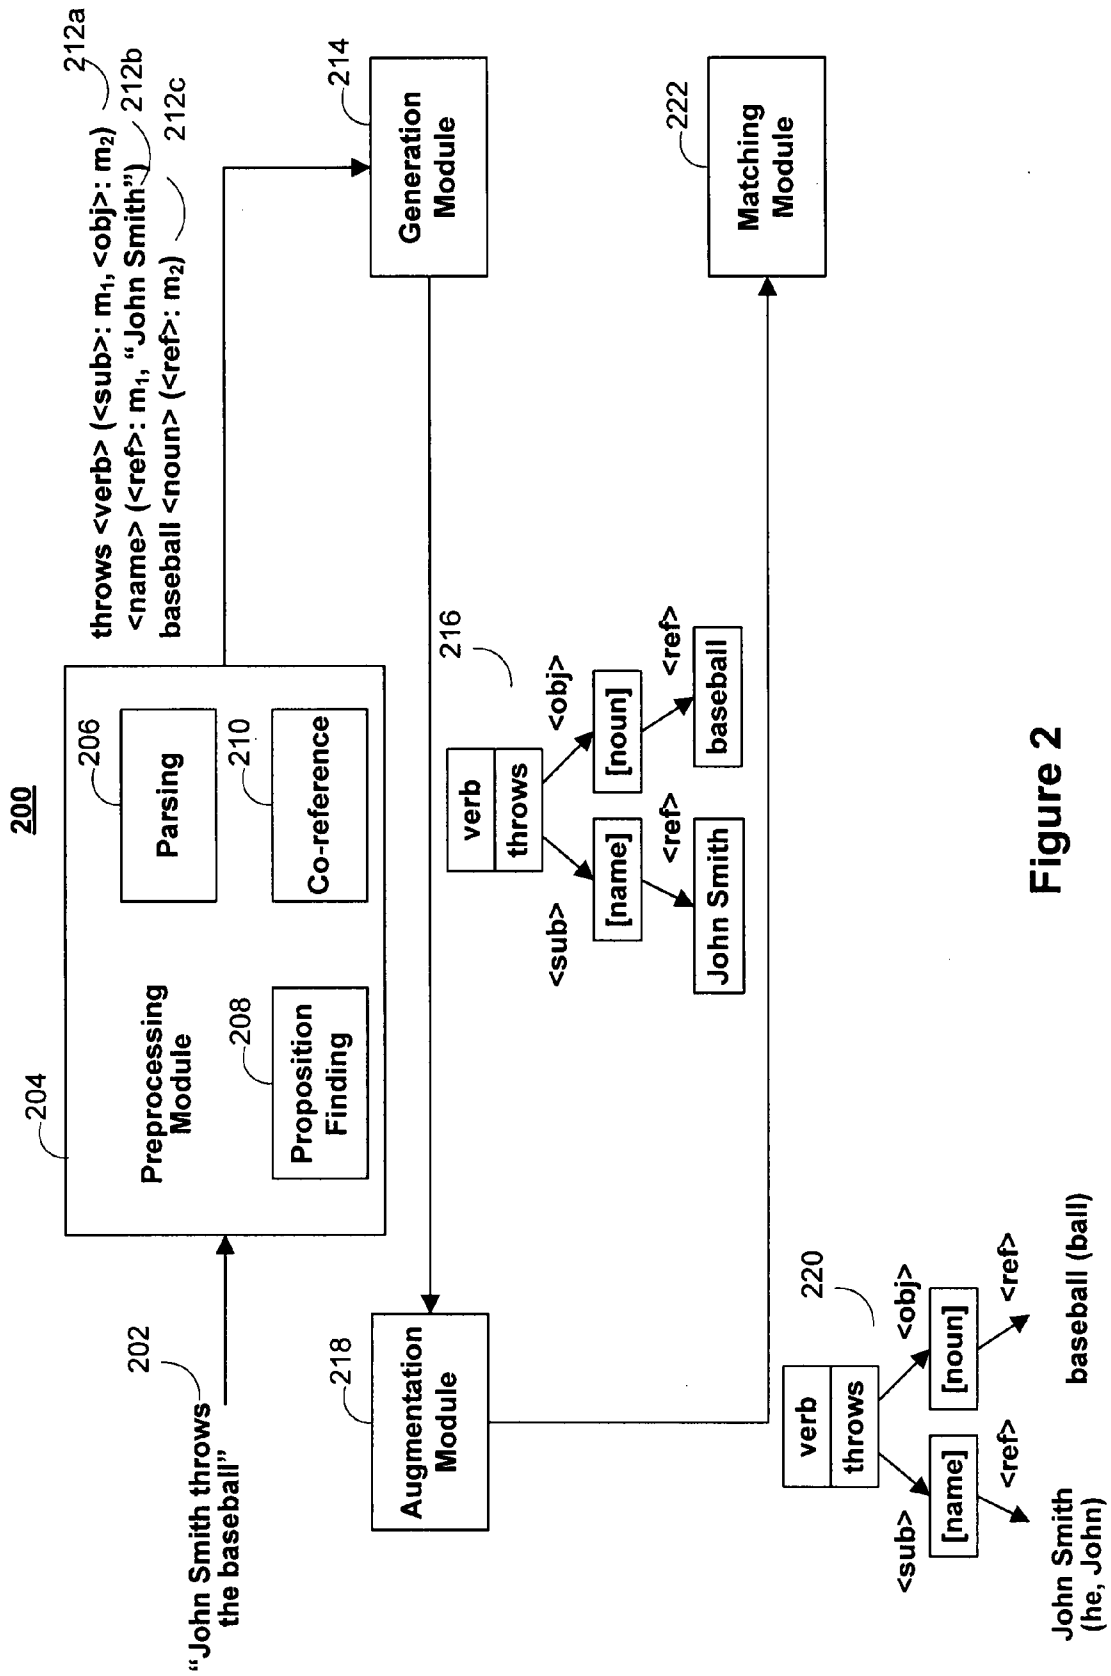 200
"John Smith throws
the baseball"
202
204
Preprocessing
Module
Parsing
206
Proposition
Finding
208
Co-reference
210
throws <verb> (<sub>: m₁, <obj>: m₂)
<name> (<ref>: m₁, "John Smith")
baseball <noun> (<ref>: m₂)
212a
212b
212c
Generation
Module
214
verb
throws
<sub>
<obj>
[name]
[noun]
<ref>
<ref>
John Smith
baseball
216
Augmentation
Module
218
verb
throws
<sub>
<obj>
[name]
[noun]
<ref>
<ref>
John Smith
(he, John)
baseball (ball)
220
Matching
Module
222
Figure 2